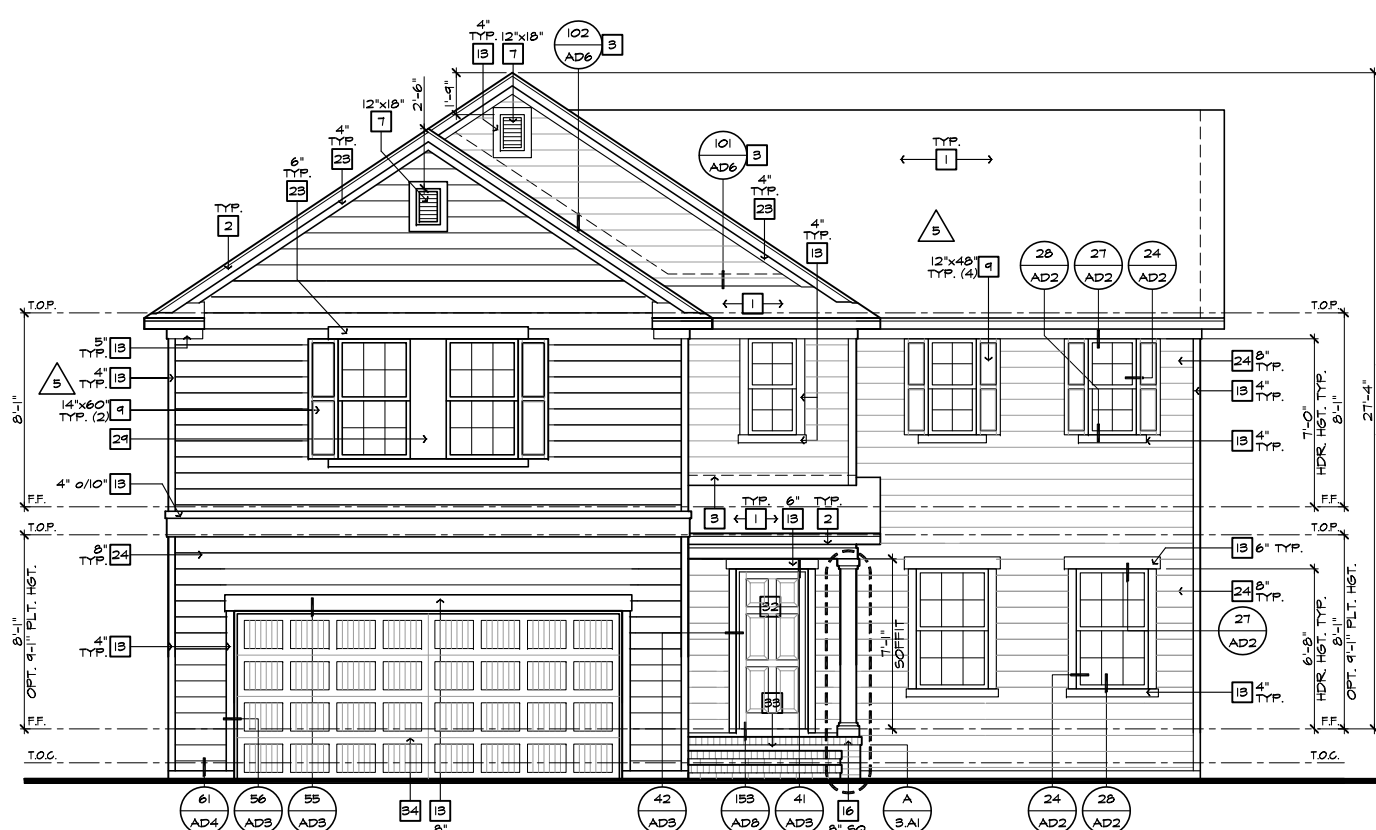 4"
TYP.
13
12"x18"
7
102
AD6
3
2'-6"
1'-9"
12"x18"
7
4"
TYP.
23
6"
TYP.
23
101
AD6
3
TYP.
1
4"
TYP.
23
TYP.
2
4"
TYP.
13
5
12"x48"
TYP. (4)
9
28
AD2
27
AD2
24
AD2
1
T.O.P.
T.O.P.
5"
TYP.
13
5
4"
TYP.
13
14"x60"
TYP. (2)
9
29
24
8"
TYP.
13
4"
TYP.
13
4"
TYP.
8'-1"
7'-0"
HDR. HGT. TYP.
8'-1"
27'-4"
4" o/10"
13
F.F.
F.F.
3
TYP.
1
6"
13
TYP.
2
T.O.P.
T.O.P.
8"
TYP.
24
13
6" TYP.
24
8"
TYP.
8'-1"
OPT. 9-1" PLT. HGT.
32
7'-1"
SOFFIT
27
AD2
6'-8"
HDR. HGT. TYP.
8'-1"
OPT. 9'-1" PLT. HGT.
4"
TYP.
13
33
13
4"
TYP.
F.F.
F.F.
T.O.C.
T.O.C.
61
AD4
56
AD3
55
AD3
34
13
8"
42
AD3
153
AD8
41
AD3
16
8" SQ
A
3.A1
24
AD2
28
AD2